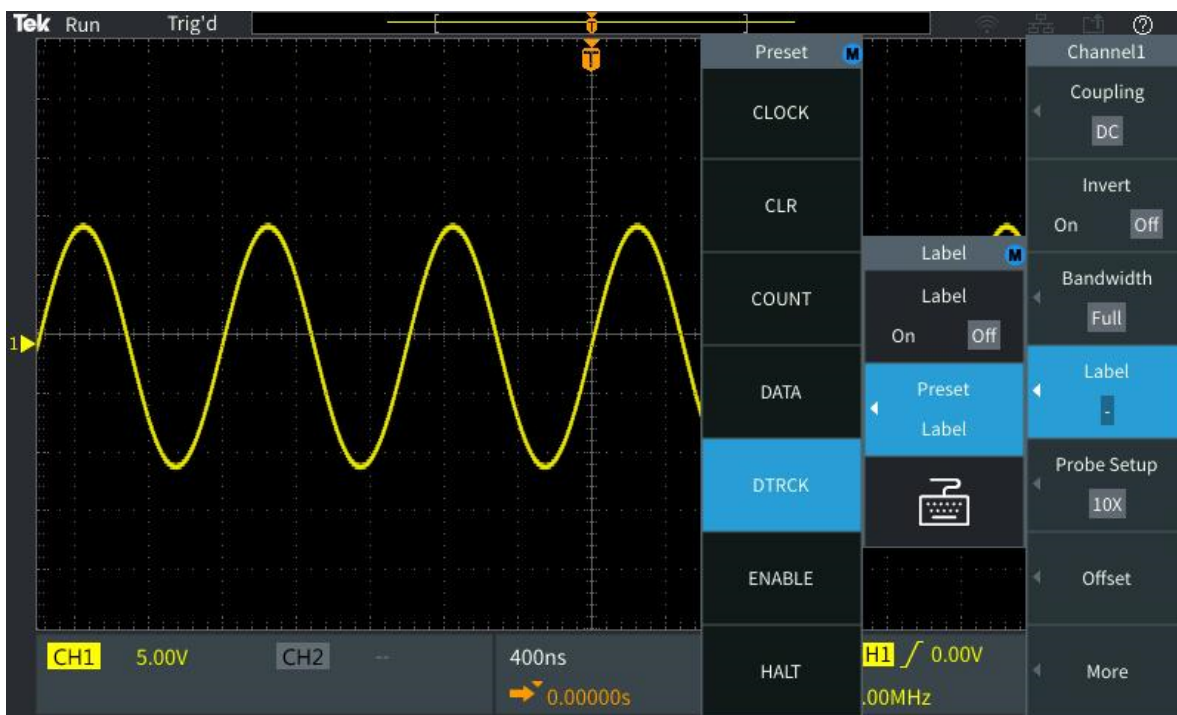 Tek Run Trig'd
T
T
1
Preset M
CLOCK
CLR
COUNT
DATA
DTRCK
ENABLE
HALT
Label M
Label
On Off
Preset
Label
Channel1
Coupling
DC
Invert
On Off
Bandwidth
Full
Label
-
Probe Setup
10X
Offset
More
CH1 5.00V CH2 -- 400ns H1 0.00V
0.00000s .00MHz